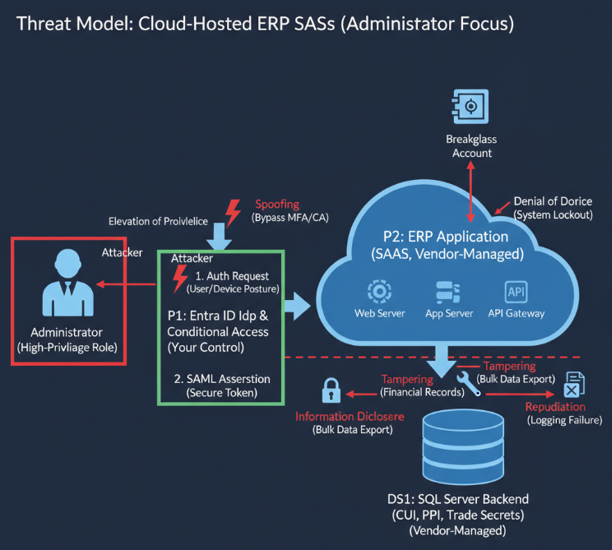 Threat Model: Cloud-Hosted ERP SASs (Administator Focus)
Breakglass
Account
Spoofing
(Bypass MFA/CA)
Elevation of Proivlelice
Denial of Dorice
(System Lockout)
Attacker
Attacker
1. Auth Request
(User/Device Posture)
P1: Entra ID Idp &
Conditional Access
(Your Control)
2. SAML Asserstion
(Secure Token)
Administrator
(High-Privliage Role)
P2: ERP Application
(SAAS, Vendor-Managed)
Web Server
App Server
API
API Gateway
Tampering
(Bulk Data Export)
Tampering
(Financial Records)
Information Diclosere
(Bulk Data Export)
Repudiation
(Logging Failure)
DS1: SQL Server Backend
(CUI, PPI, Trade Secrets)
(Vendor-Managed)